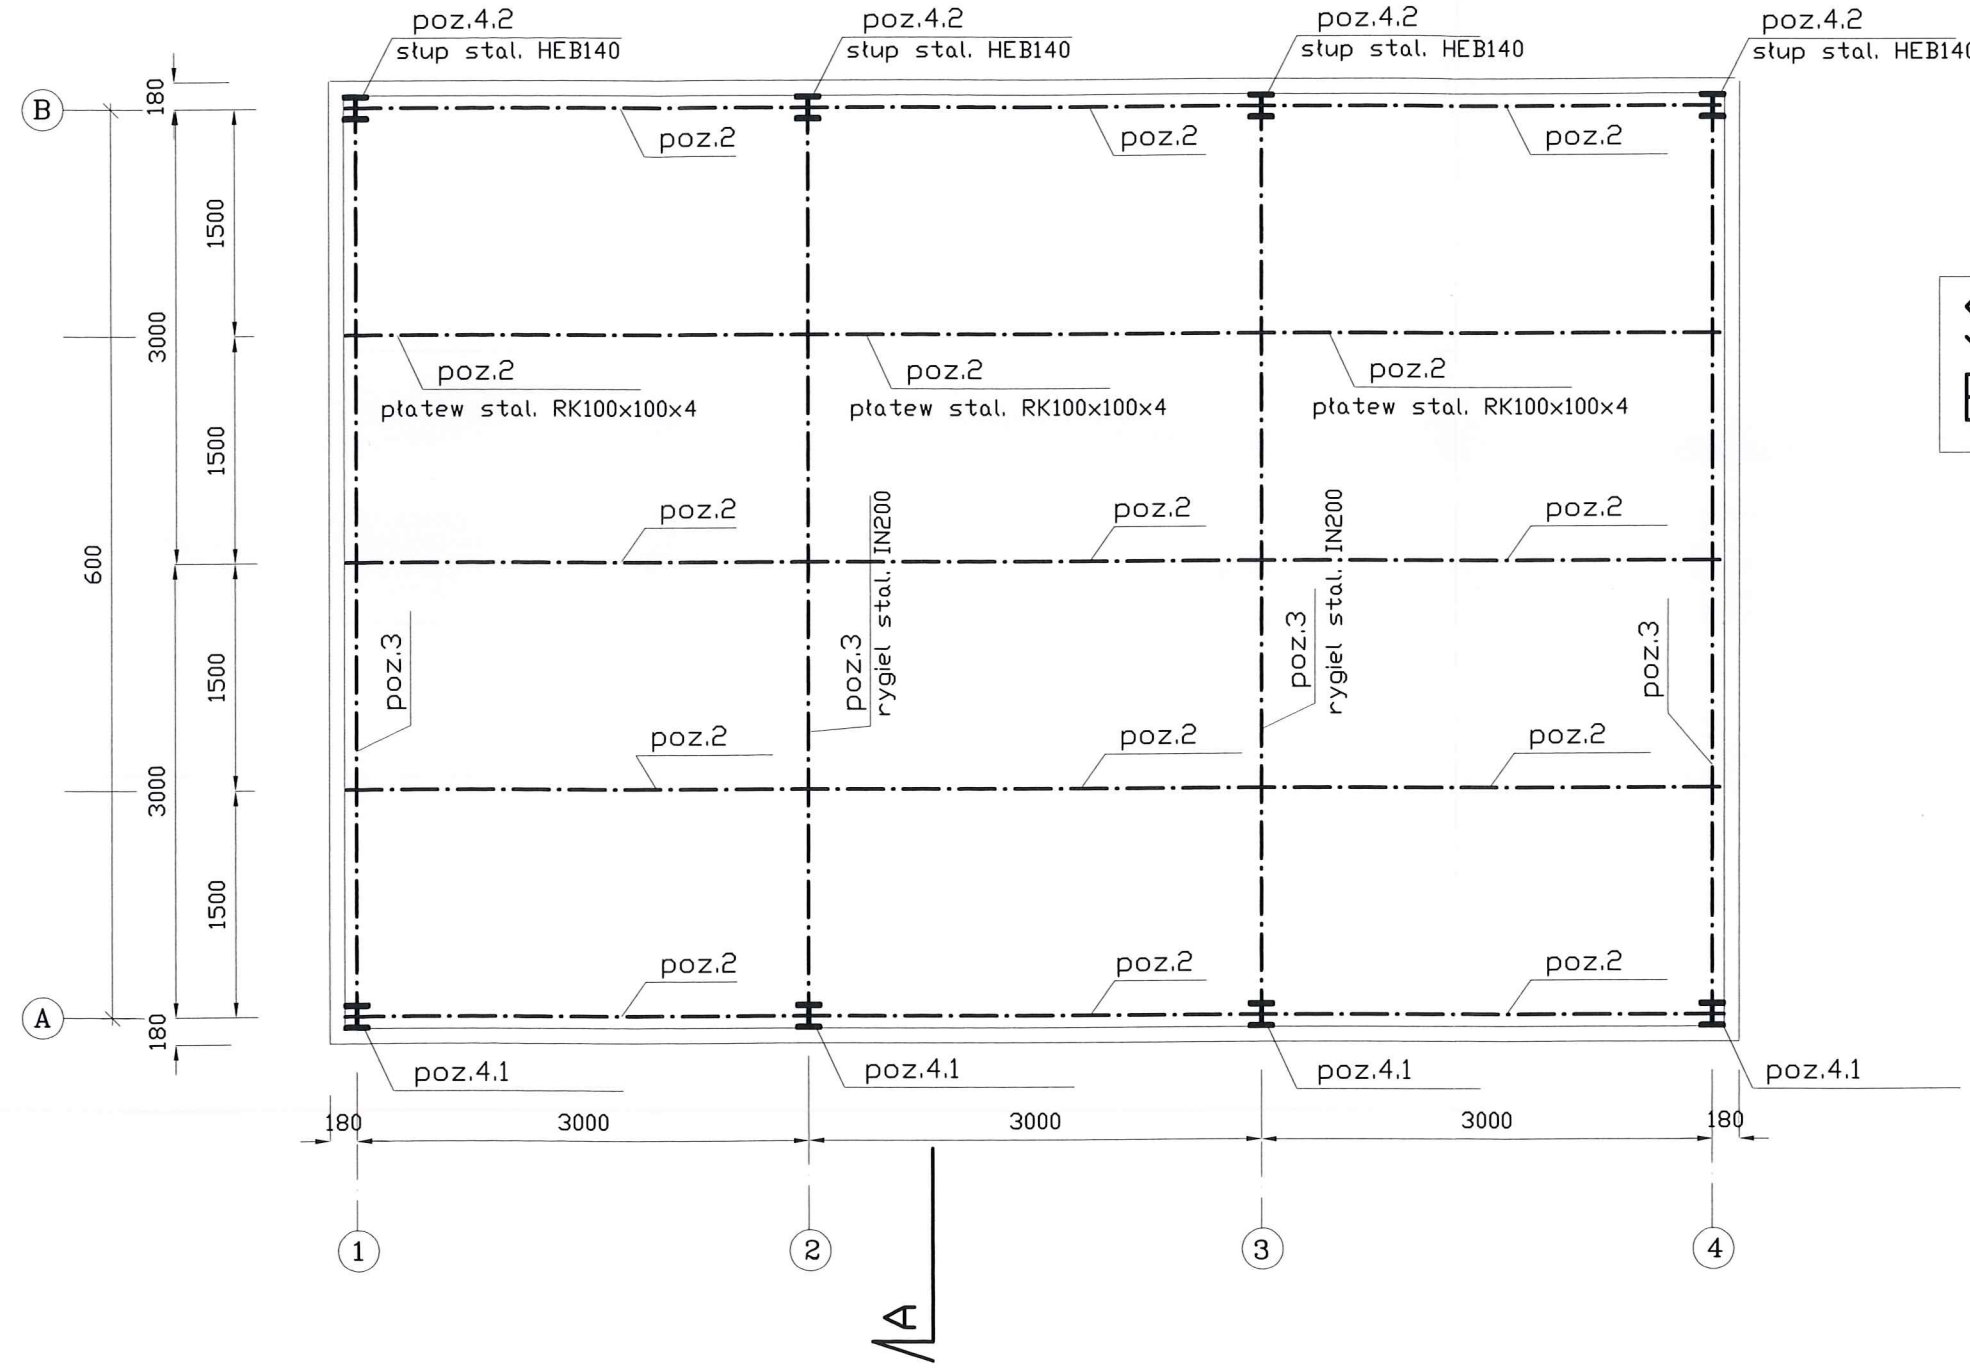 poz.4.2
słup stal. HEB140
poz.4.2
słup stal. HEB140
poz.4.2
słup stal. HEB140
poz.4.2
słup stal. HEB140
180
B
poz.2
poz.2
poz.2
1500
3000
poz.2
płatew stal. RK100x100x4
poz.2
płatew stal. RK100x100x4
poz.2
płatew stal. RK100x100x4
1500
poz.2
poz.2
poz.2
600
poz.3
poz.3
rygiel stal. IN200
poz.3
rygiel stal. IN200
poz.3
1500
poz.2
poz.2
poz.2
3000
1500
poz.2
poz.2
poz.2
A
180
poz.4.1
poz.4.1
poz.4.1
poz.4.1
180
3000
3000
3000
180
1
2
3
4
A